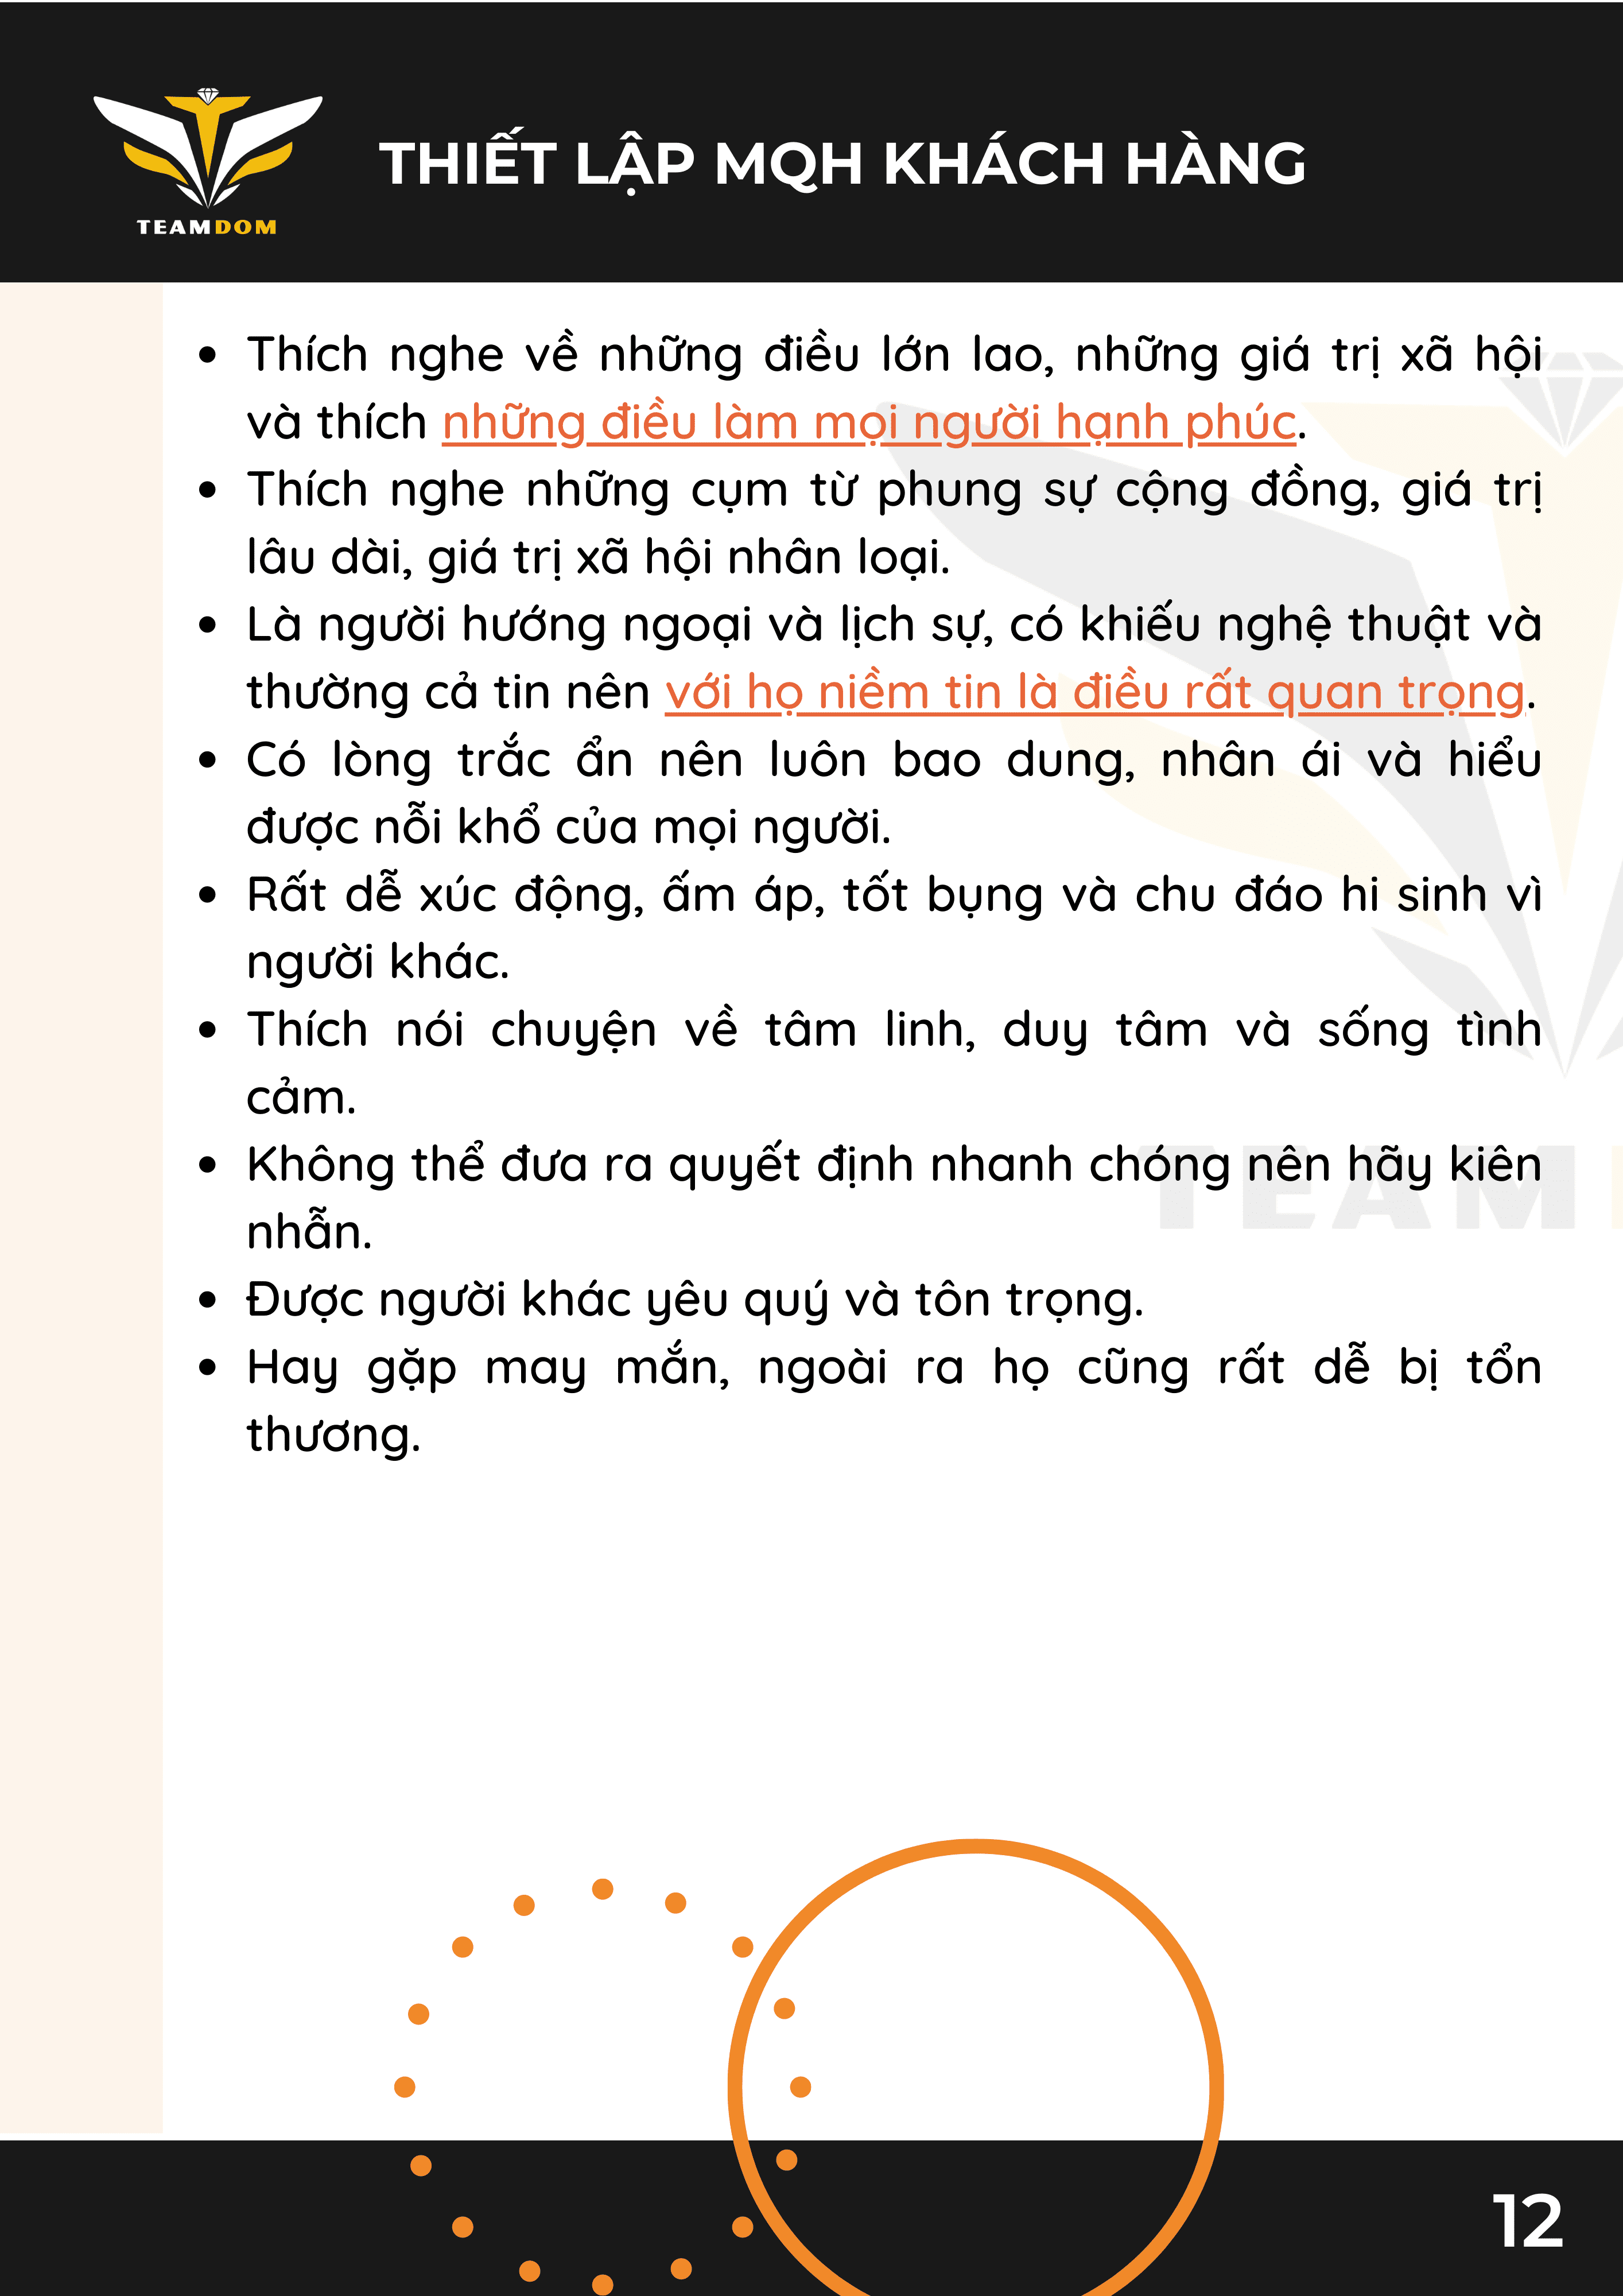 TEAMDOM
THIẾT LẬP MQH KHÁCH HÀNG
• Thích nghe về những điều lớn lao, những giá trị xã hội
và thích những điều làm mọi người hạnh phúc.
• Thích nghe những cụm từ phung sự cộng đồng, giá trị
lâu dài, giá trị xã hội nhân loại.
• Là người hướng ngoại và lịch sự, có khiếu nghệ thuật và
thường cả tin nên với họ niềm tin là điều rất quan trọng.
• Có lòng trắc ẩn nên luôn bao dung, nhân ái và hiểu
được nỗi khổ của mọi người.
• Rất dễ xúc động, ấm áp, tốt bụng và chu đáo hi sinh vì
người khác.
• Thích nói chuyện về tâm linh, duy tâm và sống tình
cảm.
• Không thể đưa ra quyết định nhanh chóng nên hãy kiên
nhẫn.
• Được người khác yêu quý và tôn trọng.
• Hay gặp may mắn, ngoài ra họ cũng rất dễ bị tổn
thương.
TEAM
12